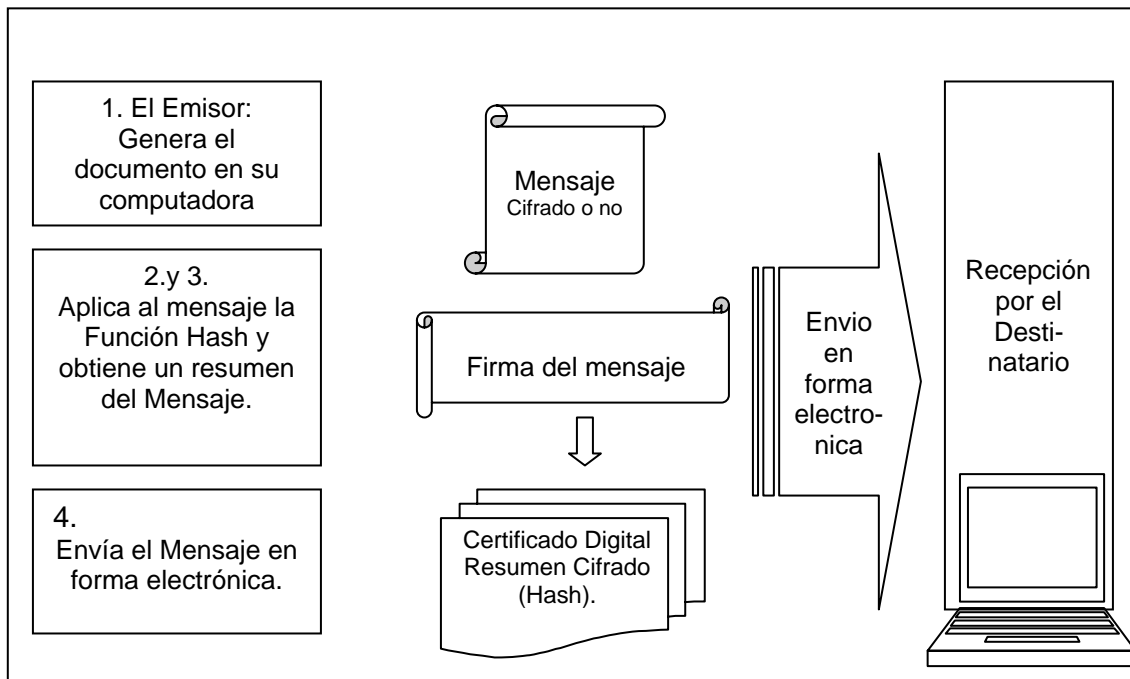 1. El Emisor:
Genera el
documento en su
computadora
2.y 3.
Aplica al mensaje la
Función Hash y
obtiene un resumen
del Mensaje.
4.
Envía el Mensaje en
forma electrónica.
Mensaje
Cifrado o no
Firma del mensaje
Certificado Digital
Resumen Cifrado
(Hash).
Envio
en
forma
electro-
nica
Recepción
por el
Desti-
natario